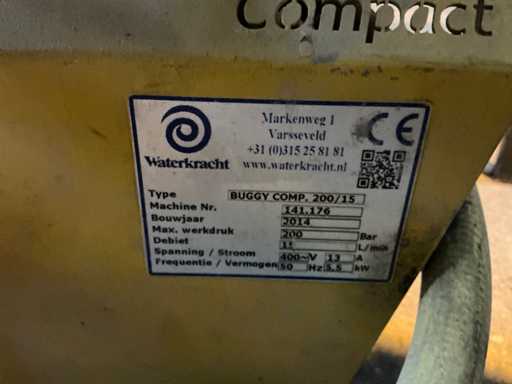 Compact
Markenweg 1
Varsseveld
+31 (0)315 25 81 81
www.waterkracht.nl
CE
Waterkracht
Type BUGGY COMP. 200/15
Machine Nr. 141.176
Bouwjaar 2014
Max. werkdruk 200 Bar
Debiet 15 L/min
Spanning / Stroom 400~V 13 A
Frequentie / Vermogen 50 Hz 5,5 kW